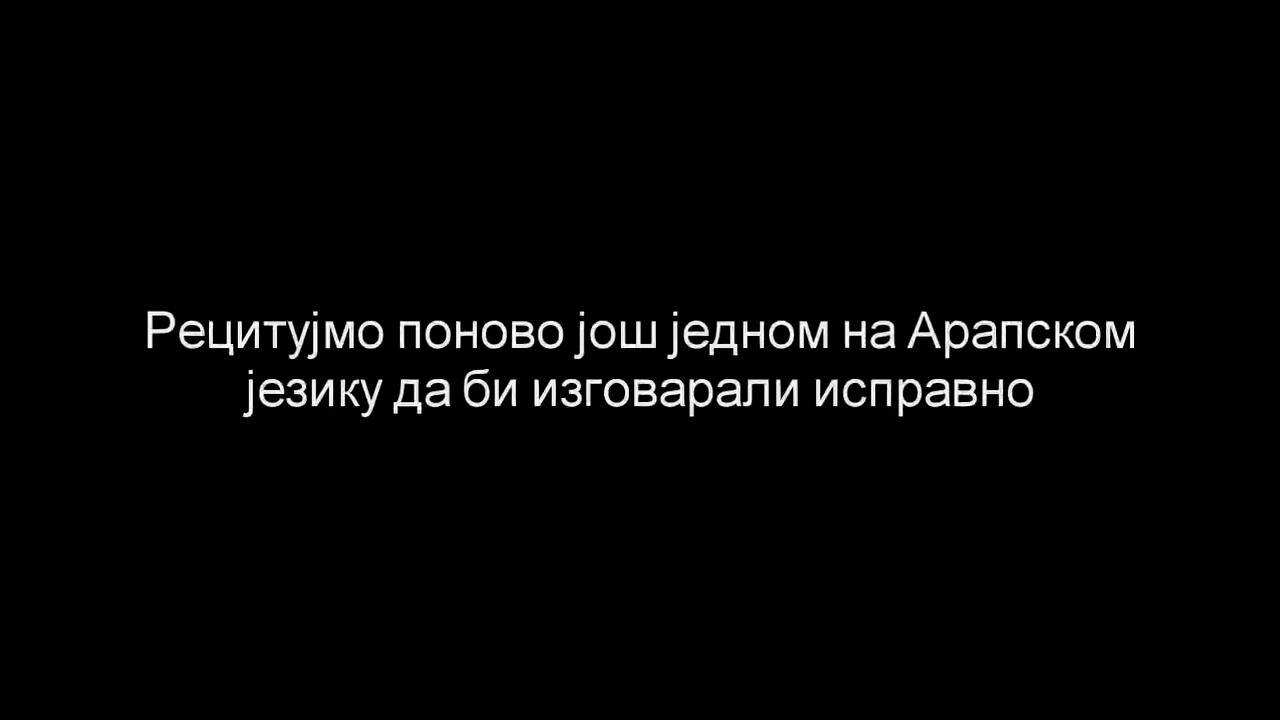 Рецитујмо поново још једном на Арапском
језику да би изговарали исправно